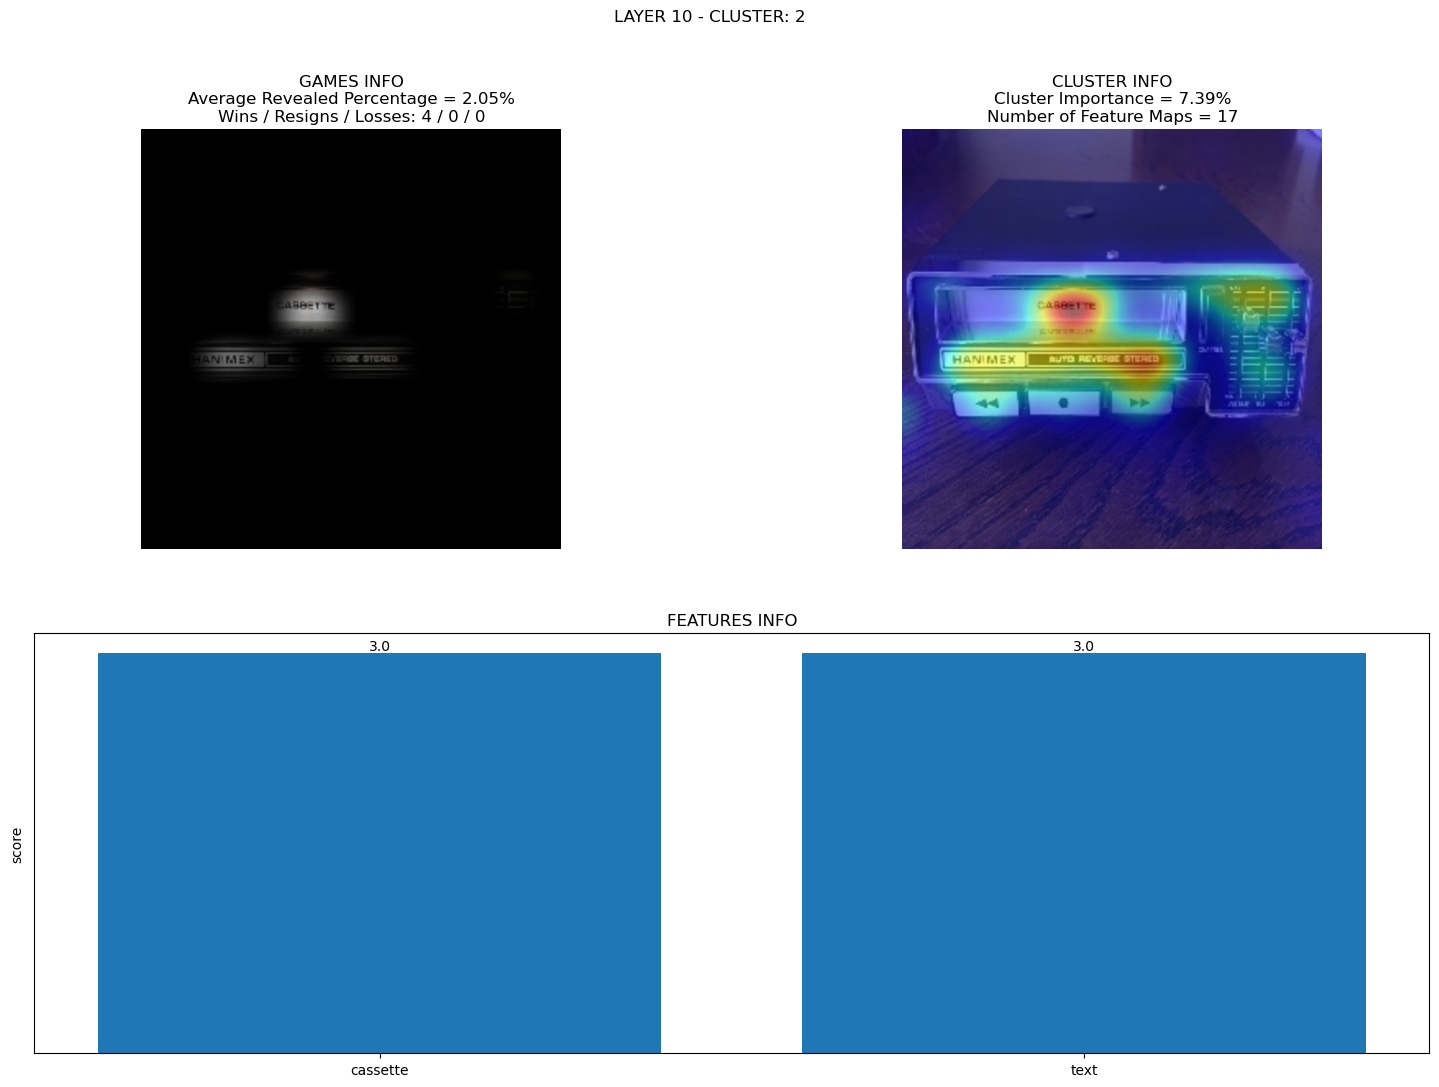 LAYER 10 - CLUSTER: 2
GAMES INFO
Average Revealed Percentage = 2.05%
Wins / Resigns / Losses: 4 / 0 / 0
CASSETTE
HANIMEX
REVERSE STEREO
CLUSTER INFO
Cluster Importance = 7.39%
Number of Feature Maps = 17
CASSETTE
HANIMEX AUTO REVERSE STEREO
FEATURES INFO
3.0
3.0
score
cassette
text